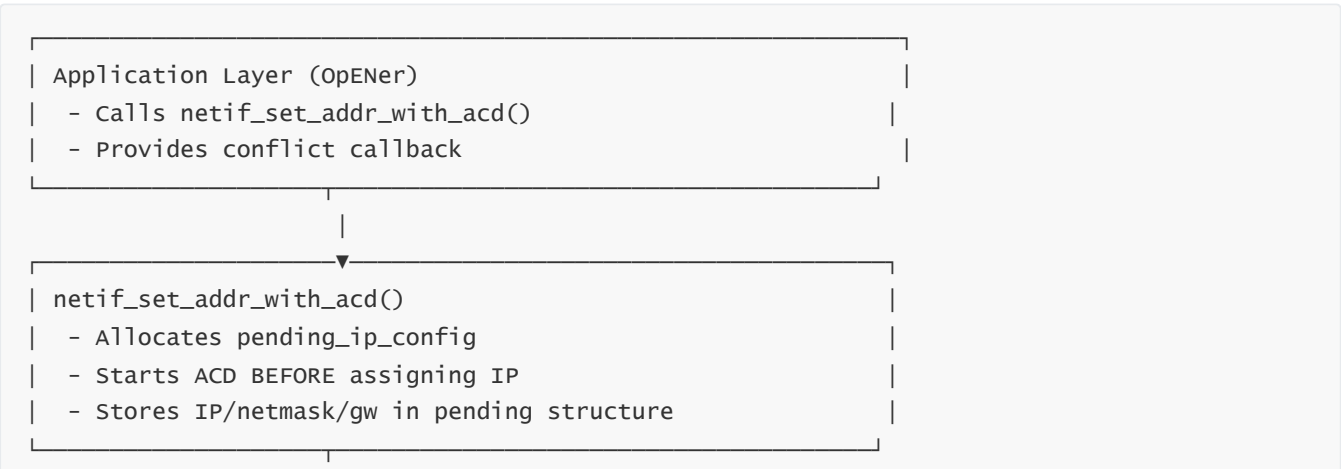 Application Layer (OpENer)
- Calls netif_set_addr_with_acd()
- Provides conflict callback
netif_set_addr_with_acd()
- Allocates pending_ip_config
- Starts ACD BEFORE assigning IP
- Stores IP/netmask/gw in pending structure